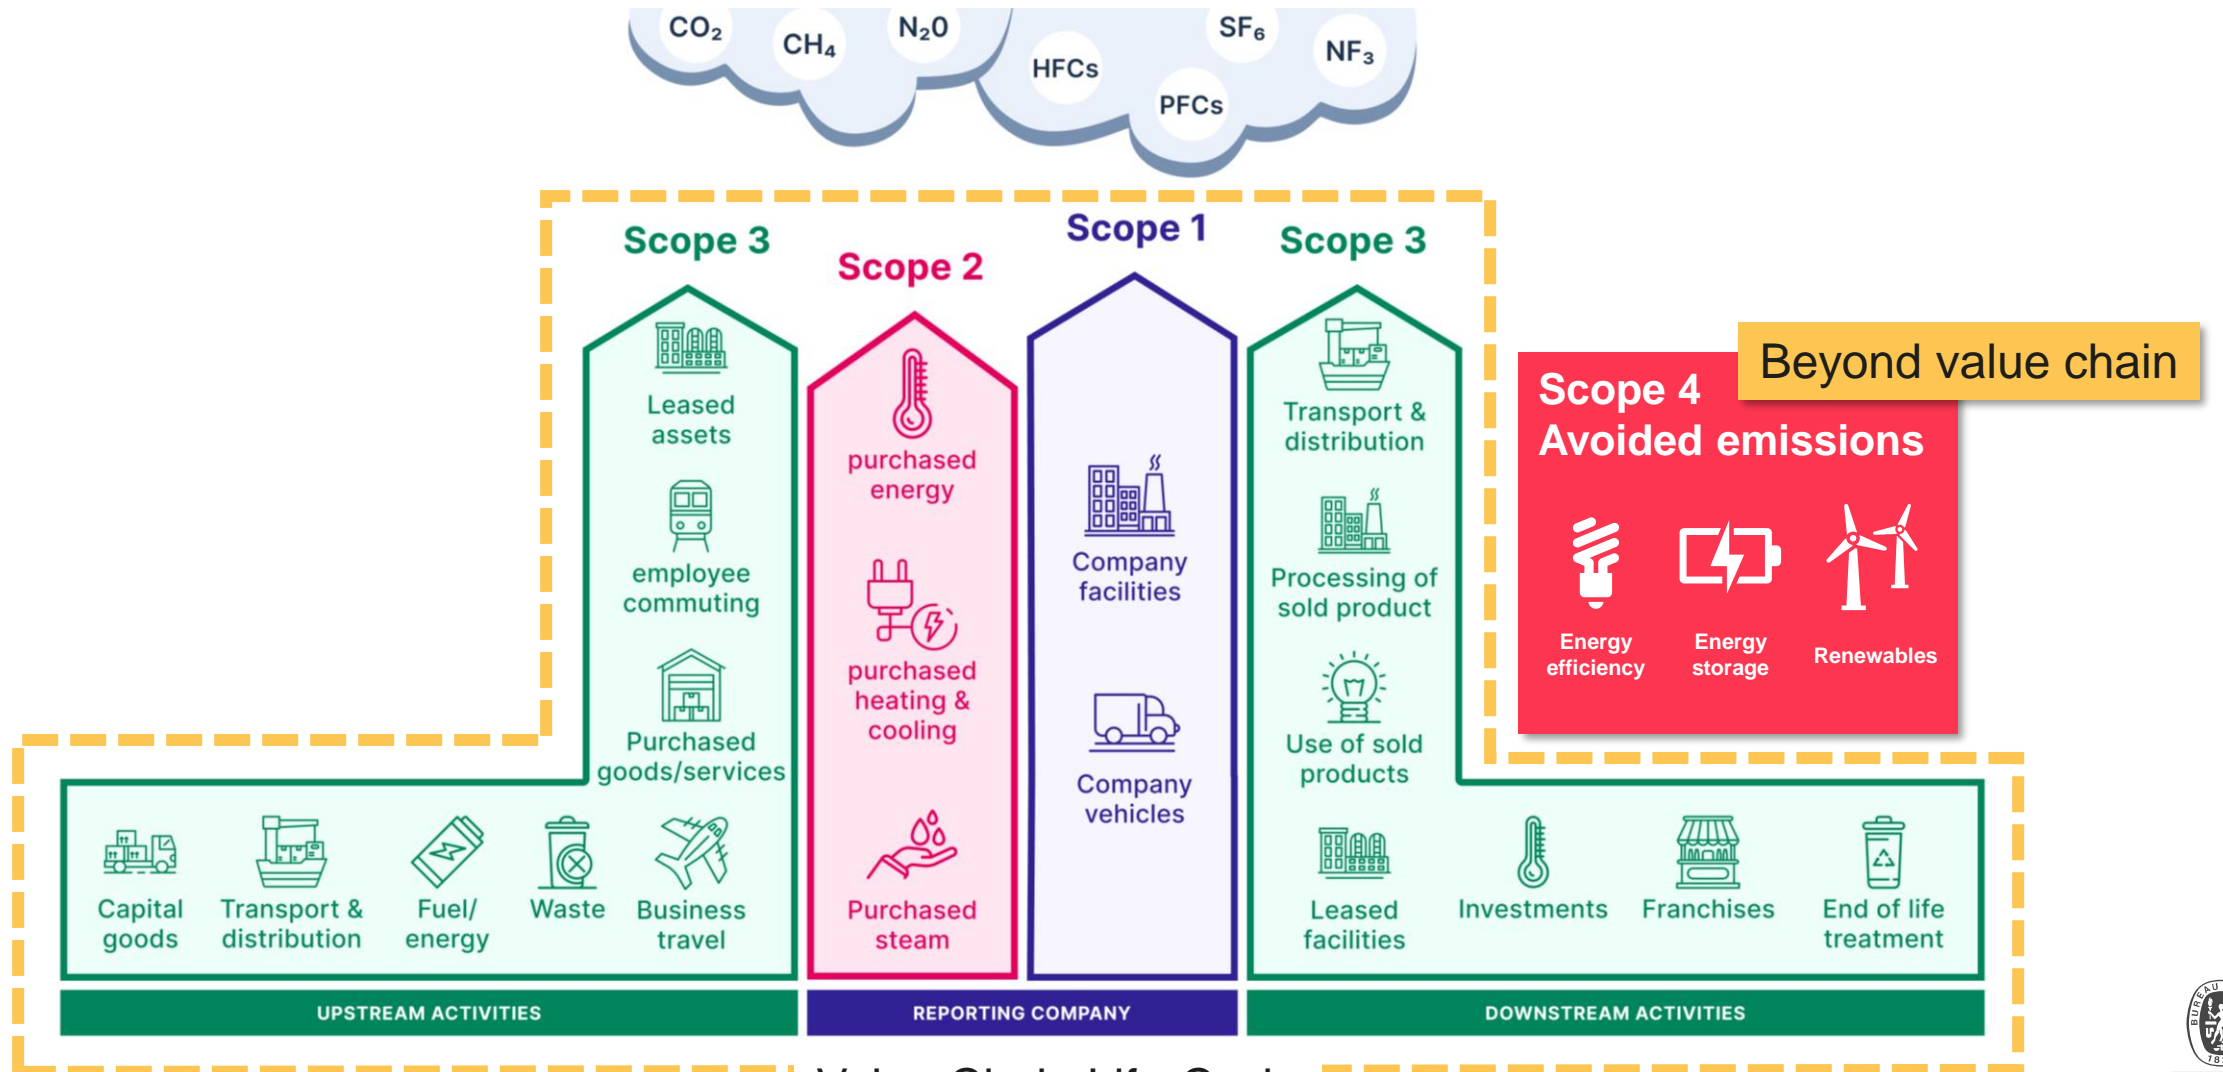 CO₂
CH₄
N₂0
HFCs
PFCs
SF₆
NF₃
Scope 3
Scope 2
Scope 1
Scope 3
Leased
assets
employee
commuting
Purchased
goods/services
Capital
goods
Transport &
distribution
Fuel/
energy
Waste
Business
travel
purchased
energy
purchased
heating &
cooling
Purchased
steam
Company
facilities
Company
vehicles
Transport &
distribution
Processing of
sold product
Use of sold
products
Leased
facilities
Investments
Franchises
End of life
treatment
Beyond value chain
Scope 4
Avoided emissions
Energy
efficiency
Energy
storage
Renewables
UPSTREAM ACTIVITIES
REPORTING COMPANY
DOWNSTREAM ACTIVITIES
BUREAU